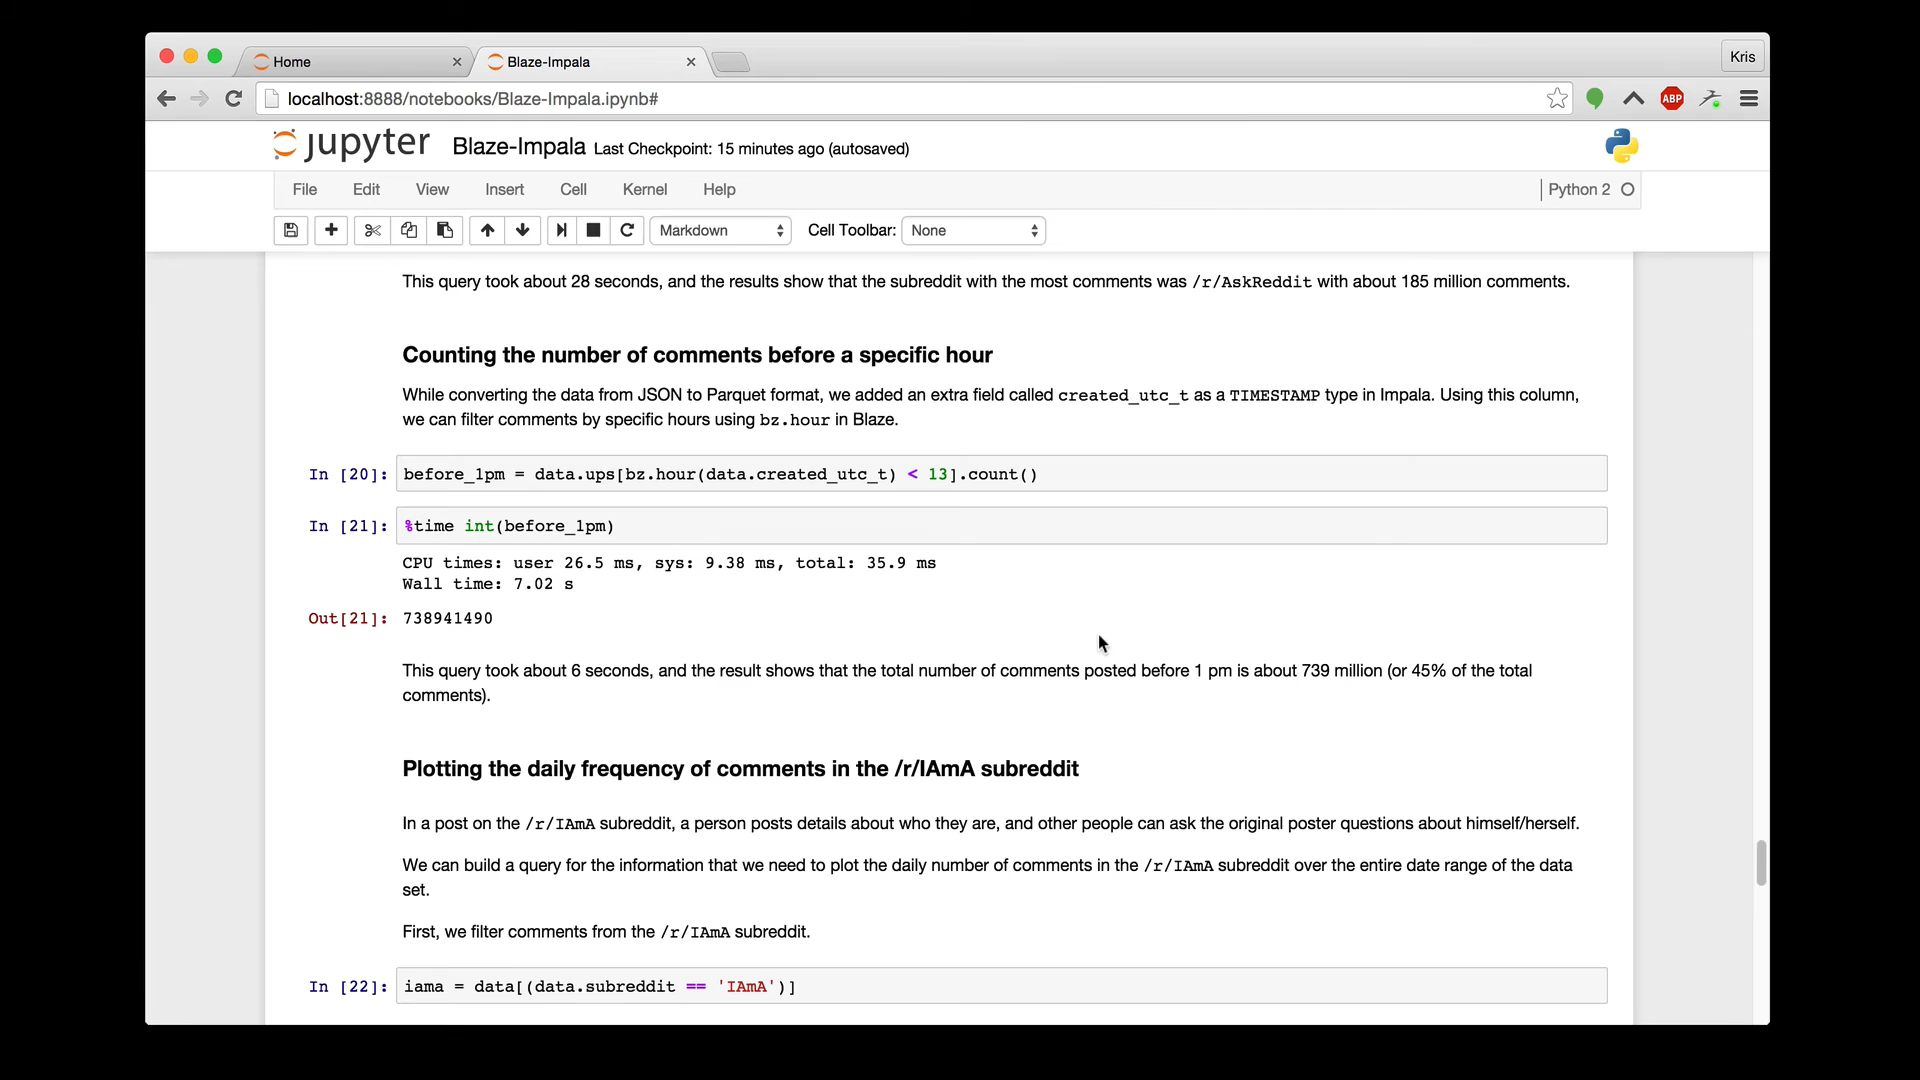 Home
Blaze-Impala
Kris
localhost:8888/notebooks/Blaze-Impala.ipynb#
ABP
jupyter Blaze-Impala Last Checkpoint: 15 minutes ago (autosaved)
File Edit View Insert Cell Kernel Help
Python 2
Markdown
Cell Toolbar: None
This query took about 28 seconds, and the results show that the subreddit with the most comments was /r/AskReddit with about 185 million comments.
Counting the number of comments before a specific hour
While converting the data from JSON to Parquet format, we added an extra field called created_utc_t as a TIMESTAMP type in Impala. Using this column,
we can filter comments by specific hours using bz.hour in Blaze.
In [20]: before_1pm = data.ups[bz.hour(data.created_utc_t) < 13].count()
In [21]: %time int(before_1pm)
CPU times: user 26.5 ms, sys: 9.38 ms, total: 35.9 ms
Wall time: 7.02 s
Out[21]: 738941490
This query took about 6 seconds, and the result shows that the total number of comments posted before 1 pm is about 739 million (or 45% of the total
comments).
Plotting the daily frequency of comments in the /r/IAmA subreddit
In a post on the /r/IAmA subreddit, a person posts details about who they are, and other people can ask the original poster questions about himself/herself.
We can build a query for the information that we need to plot the daily number of comments in the /r/IAmA subreddit over the entire date range of the data
set.
First, we filter comments from the /r/IAmA subreddit.
In [22]: iama = data[(data.subreddit == 'IAmA')]